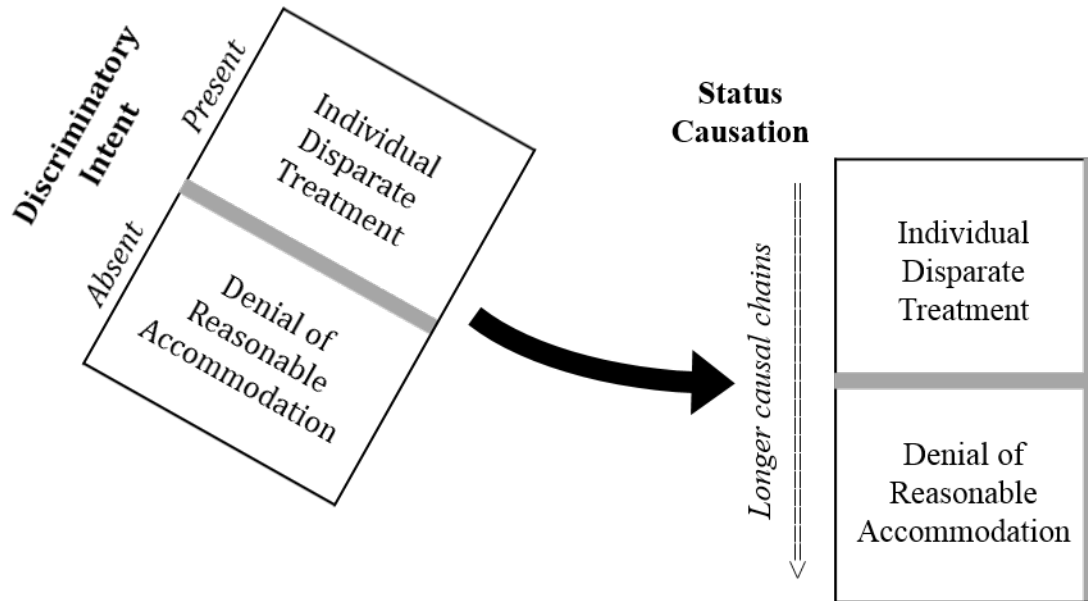 Discriminatory
Intent
Present
Absent
Individual
Disparate
Treatment
Denial of
Reasonable
Accommodation
Status
Causation
Longer causal chains
Individual
Disparate
Treatment
Denial of
Reasonable
Accommodation